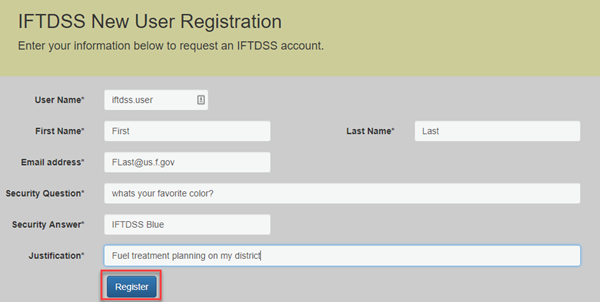 IFTDSS New User Registration
Enter your information below to request an IFTDSS account.
User Name* iftdss.user
First Name* First Last Name* Last
Email address* FLast@us.f.gov
Security Question* whats your favorite color?
Security Answer* IFTDSS Blue
Justification* Fuel treatment planning on my district
Register